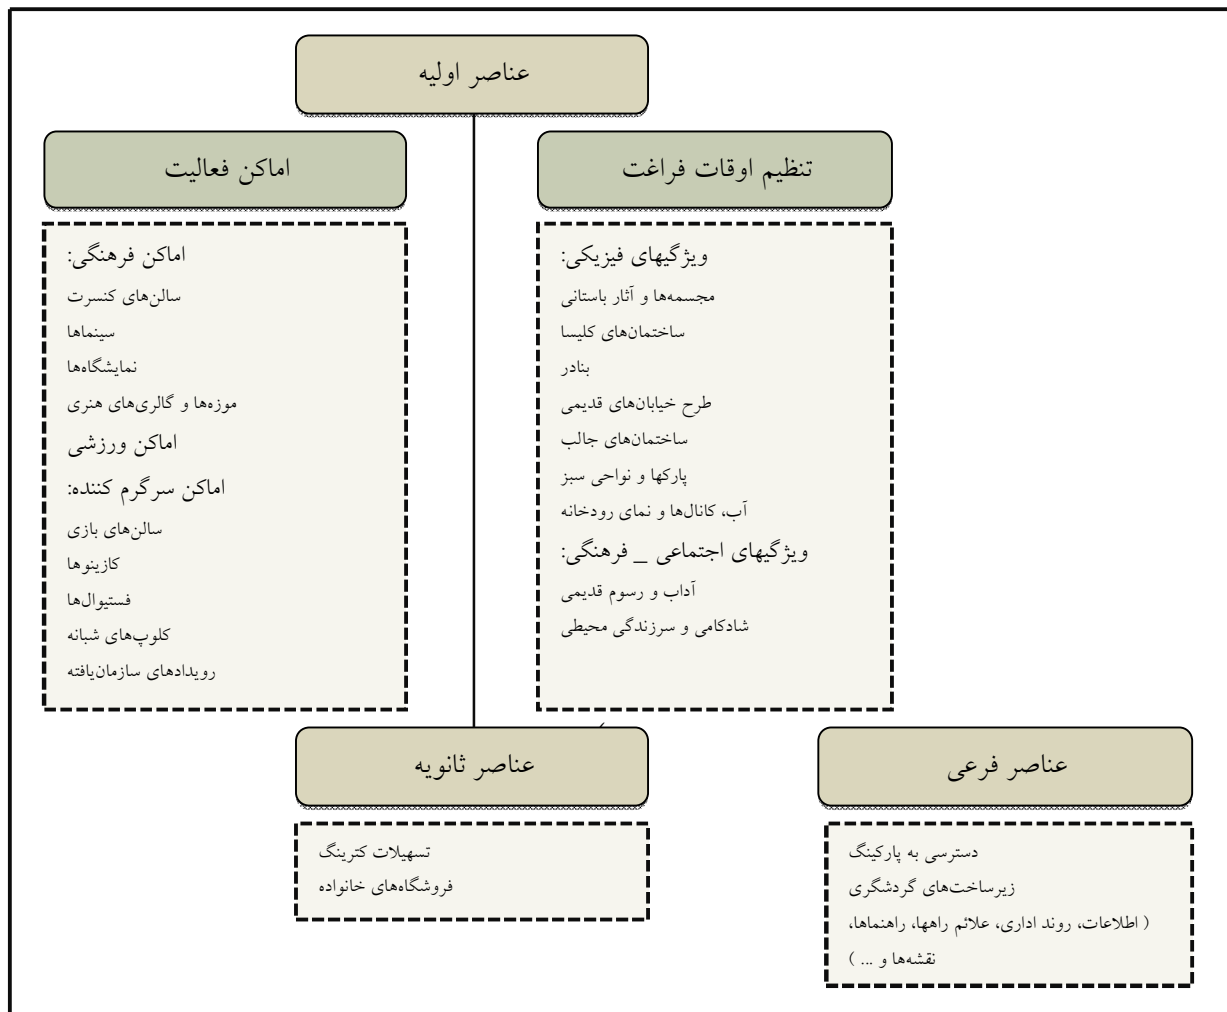 عناصر اولیه
تنظیم اوقات فراغت
ویژگیهای فیزیکی:
مجسمه‌ها و آثار باستانی
ساختمان‌های کلیسا
بنادر
طرح خیابان‌های قدیمی
ساختمان‌های جالب
پارکها و نواحی سبز
آب، کانال‌ها و نمای رودخانه
ویژگیهای اجتماعی _ فرهنگی:
آداب و رسوم قدیمی
شادکامی و سرزندگی محیطی
اماکن فعالیت
اماکن فرهنگی:
سالن‌های کنسرت
سینماها
نمایشگاه‌ها
موزه‌ها و گالری‌های هنری
اماکن ورزشی
اماکن سرگرم کننده:
سالن‌های بازی
کازینوها
فستیوال‌ها
کلوپ‌های شبانه
رویدادهای سازمان‌یافته
عناصر فرعی
دسترسی به پارکینگ
زیرساخت‌های گردشگری
( اطلاعات، روند اداری، علائم راهها، راهنماها،
نقشه‌ها و ... )
عناصر ثانویه
تسهیلات کترینگ
فروشگاه‌های خانواده